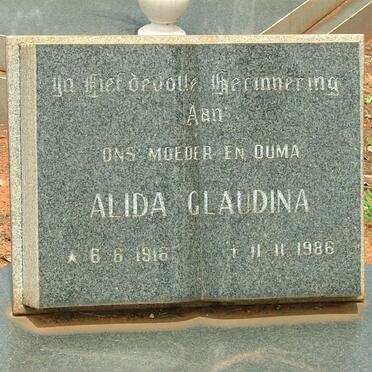 In Liefdevolle Herinnering
Aan
ONS MOEDER EN OUMA
ALIDA CLAUDINA
★ 6 6 1916 † 11 11 1986